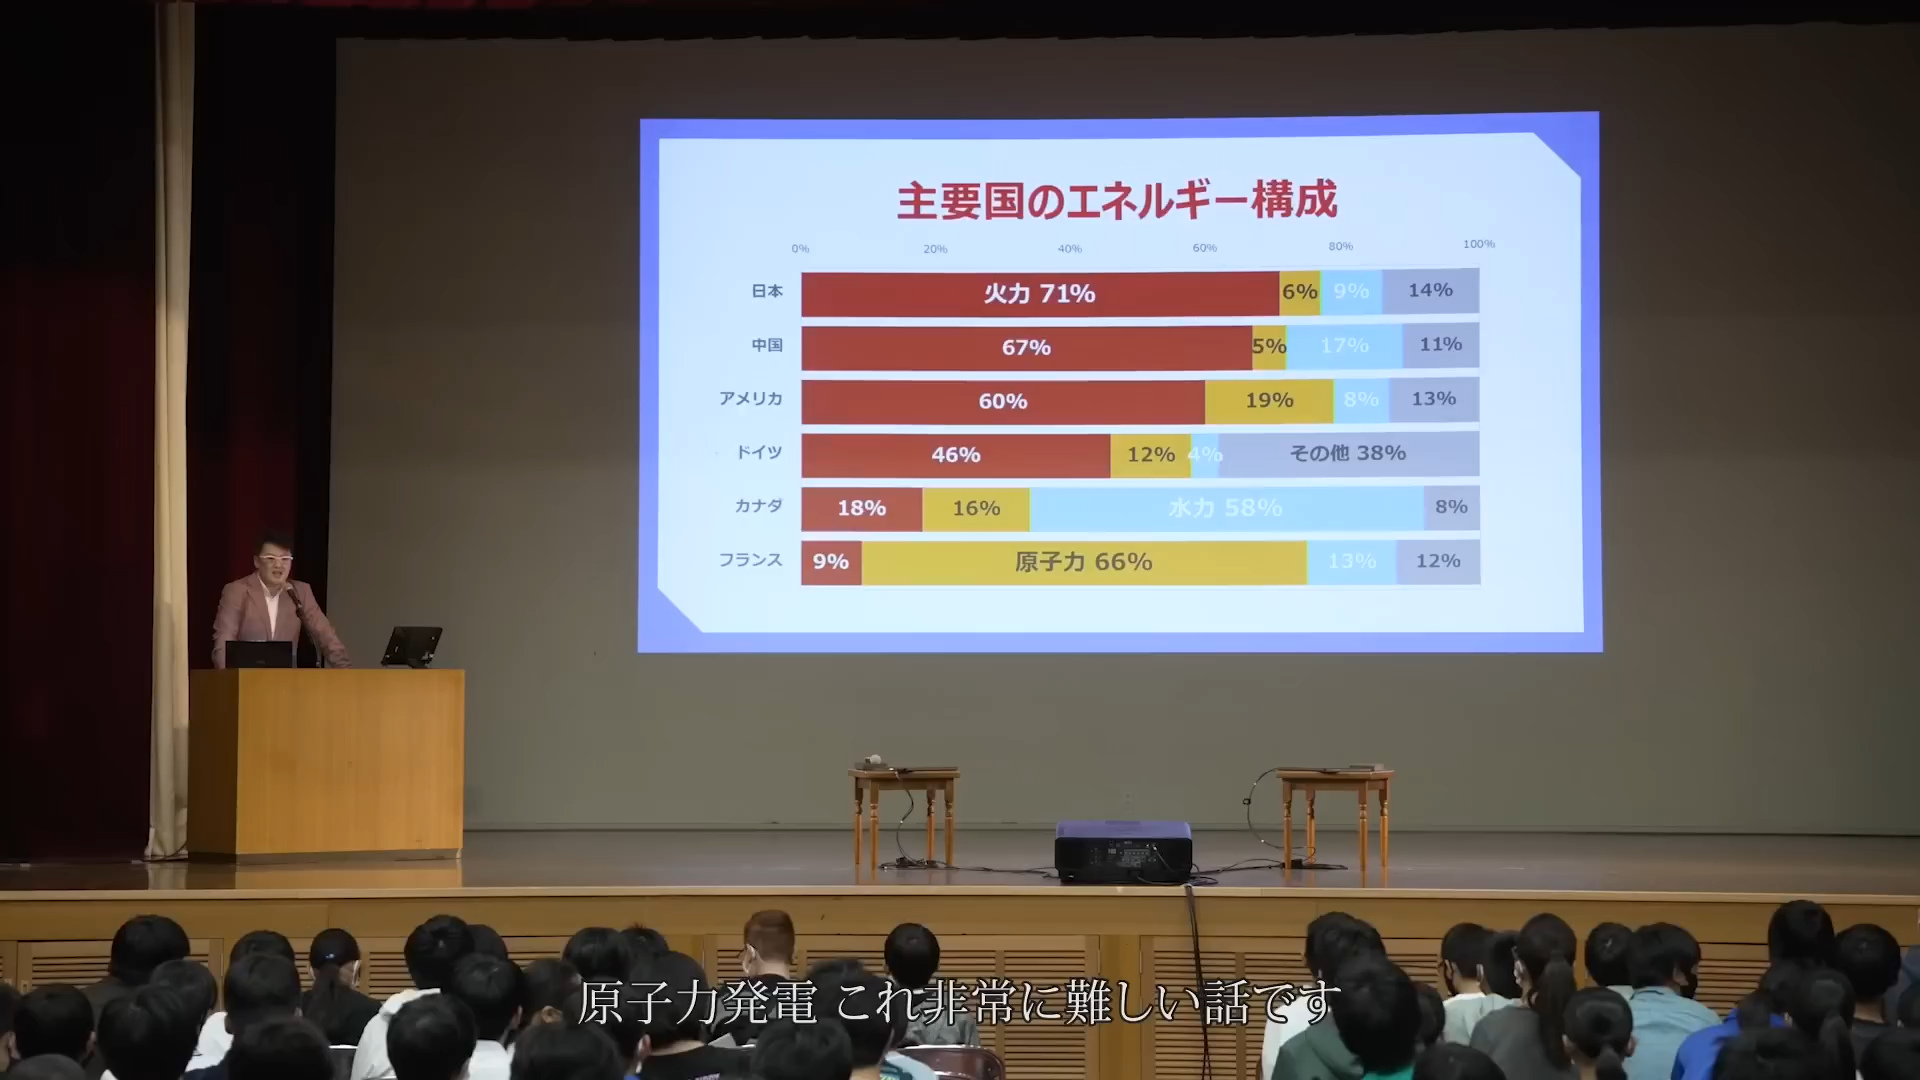 主要国のエネルギー構成
0% 20% 40% 60% 80% 100%
日本 火力 71% 6% 9% 14%
中国 67% 5% 17% 11%
アメリカ 60% 19% 8% 13%
ドイツ 46% 12% 4% その他 38%
カナダ 18% 16% 水力 58% 8%
フランス 9% 原子力 66% 13% 12%
原子力発電 これ非常に難しい話です